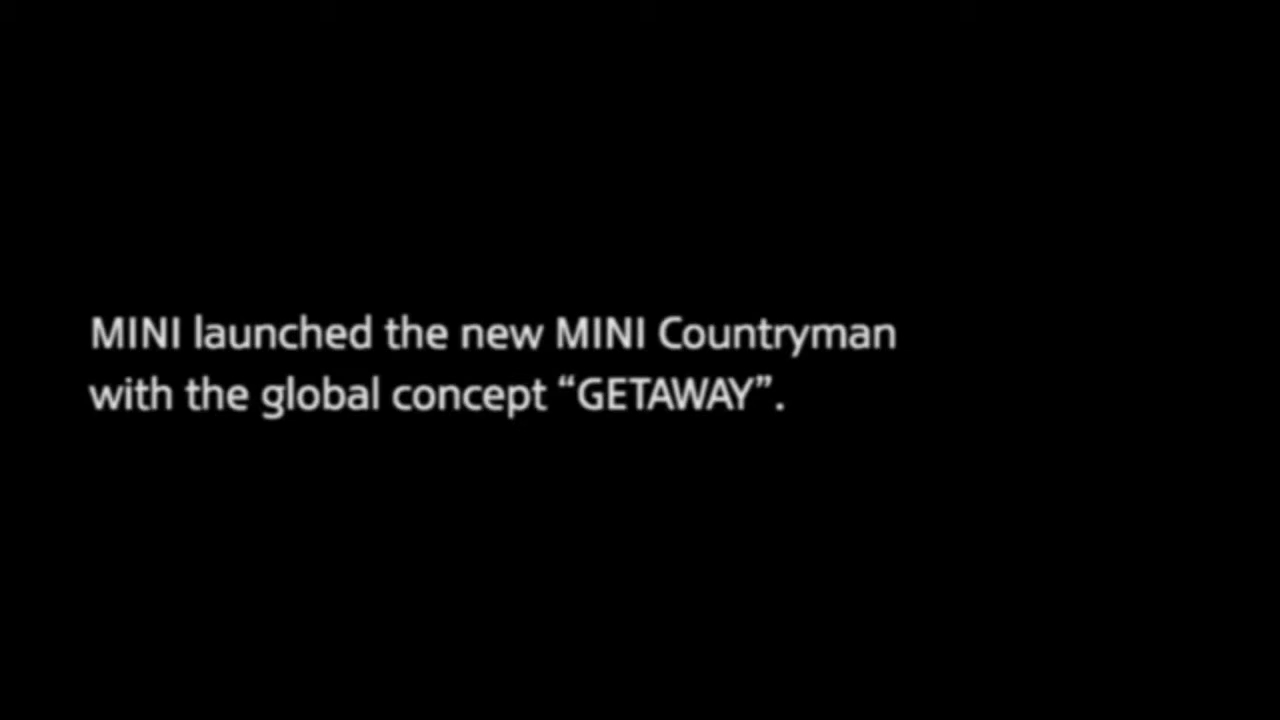 MINI launched the new MINI Countryman
with the global concept “GETAWAY”.